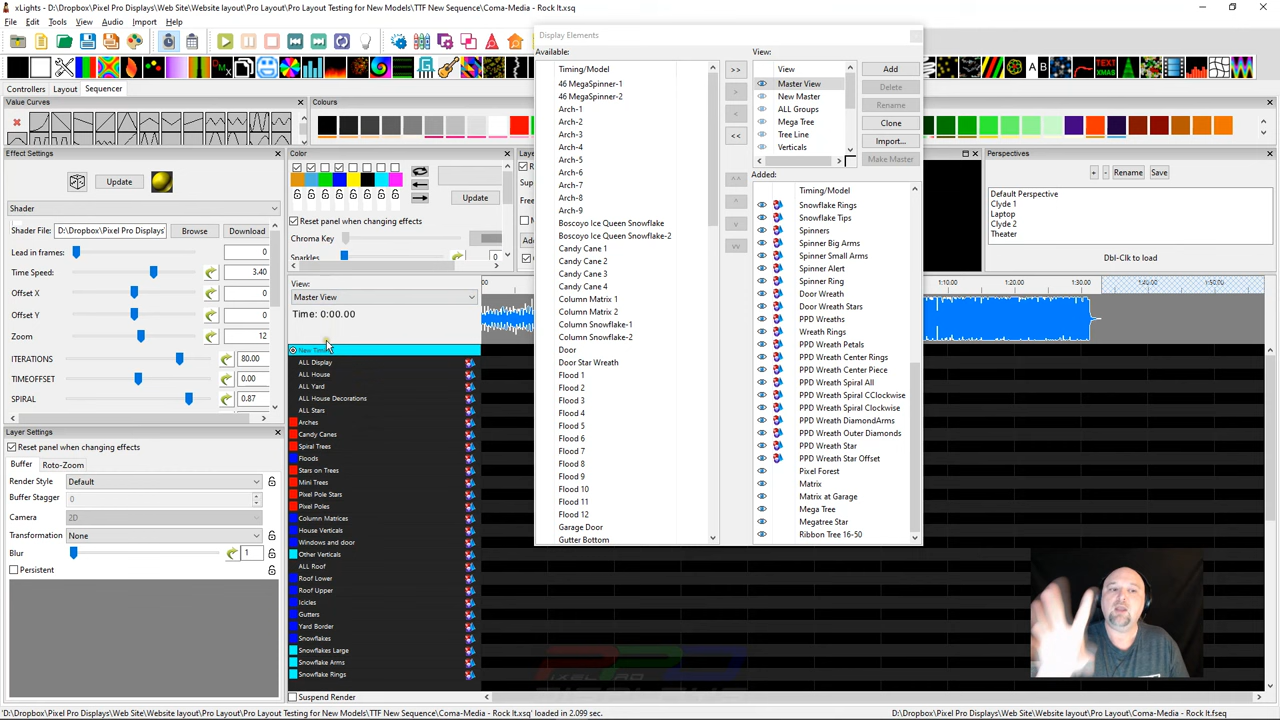 xLights - D:\Dropbox\Pixel Pro Displays\Web Site\Website layout\Pro Layout Testing for New Models\TTF New Sequence\Coma-Media - Rock It.xsq
File Edit Tools View Audio Import Help
Controllers Layout Sequencer
Value Curves
Colours
Effect Settings
Update
Shader
Shader File: D:\Dropbox\Pixel Pro Displays\ Browse Download
Lead in frames: 0
Time Speed: 3.40
Offset X 0
Offset Y 0
Zoom 12
ITERATIONS 80.00
TIMEOFFSET 0.00
SPIRAL 0.87
Layer Settings
Reset panel when changing effects
Buffer Roto-Zoom
Render Style Default
Buffer Stagger 0
Camera 2D
Transformation None
Blur 1
Persistent
Color
Update
Reset panel when changing effects
Chroma Key
Sparkles 0
View:
Master View
Time: 0:00.00
ALL Display
ALL House
ALL Yard
ALL House Decorations
ALL Stars
Arches
Candy Canes
Spiral Trees
Floods
Stars on Trees
Mini Trees
Pixel Pole Stars
Pixel Poles
Column Matrices
House Verticals
Windows and door
Other Verticals
ALL Roof
Roof Lower
Roof Upper
Icicles
Gutters
Yard Border
Snowflakes
Snowflakes Large
Snowflake Arms
Snowflake Rings
Suspend Render
Display Elements
Available:
Timing/Model
46 MegaSpinner-1
46 MegaSpinner-2
Arch-1
Arch-2
Arch-3
Arch-4
Arch-5
Arch-6
Arch-7
Arch-8
Arch-9
Boscoyo Ice Queen Snowflake
Boscoyo Ice Queen Snowflake-2
Candy Cane 1
Candy Cane 2
Candy Cane 3
Candy Cane 4
Column Matrix 1
Column Matrix 2
Column Snowflake-1
Column Snowflake-2
Door
Door Star Wreath
Flood 1
Flood 2
Flood 3
Flood 4
Flood 5
Flood 6
Flood 7
Flood 8
Flood 9
Flood 10
Flood 11
Flood 12
Garage Door
Gutter Bottom
>>
>
<
<<
View:
View
Master View
New Master
ALL Groups
Mega Tree
Tree Line
Verticals
Add
Delete
Rename
Clone
Import...
Make Master
Added:
Timing/Model
Snowflake Rings
Snowflake Tips
Spinners
Spinner Big Arms
Spinner Small Arms
Spinner Alert
Spinner Ring
Door Wreath
Door Wreath Stars
PPD Wreaths
Wreath Rings
PPD Wreath Petals
PPD Wreath Center Rings
PPD Wreath Center Piece
PPD Wreath Spiral All
PPD Wreath Spiral CClockwise
PPD Wreath Spiral Clockwise
PPD Wreath DiamondArms
PPD Wreath Outer Diamonds
PPD Wreath Star
PPD Wreath Star Offset
Pixel Forest
Matrix
Matrix at Garage
Mega Tree
Megatree Star
Ribbon Tree 16-50
Perspectives
+ - Rename Save
Default Perspective
Clyde 1
Laptop
Clyde 2
Theater
Dbl-Clk to load
1:10.00 1:40.00 1:50.00
D:\Dropbox\Pixel Pro Displays\Web Site\Website layout\Pro Layout Testing for New Models\TTF New Sequence\Coma-Media - Rock It.xsq' loaded in 2.099 sec.
D:\Dropbox\Pixel Pro Displays\Web Site\Website layout\Pro Layout Testing for New Models\TTF New Sequence\Coma-Media - Rock It.fseq